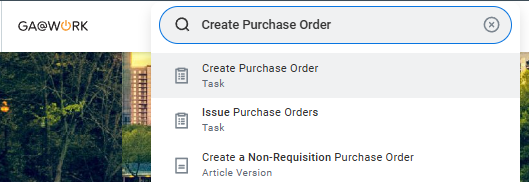 GA@WORK
Create Purchase Order
Create Purchase Order
Task
Issue Purchase Orders
Task
Create a Non-Requisition Purchase Order
Article Version